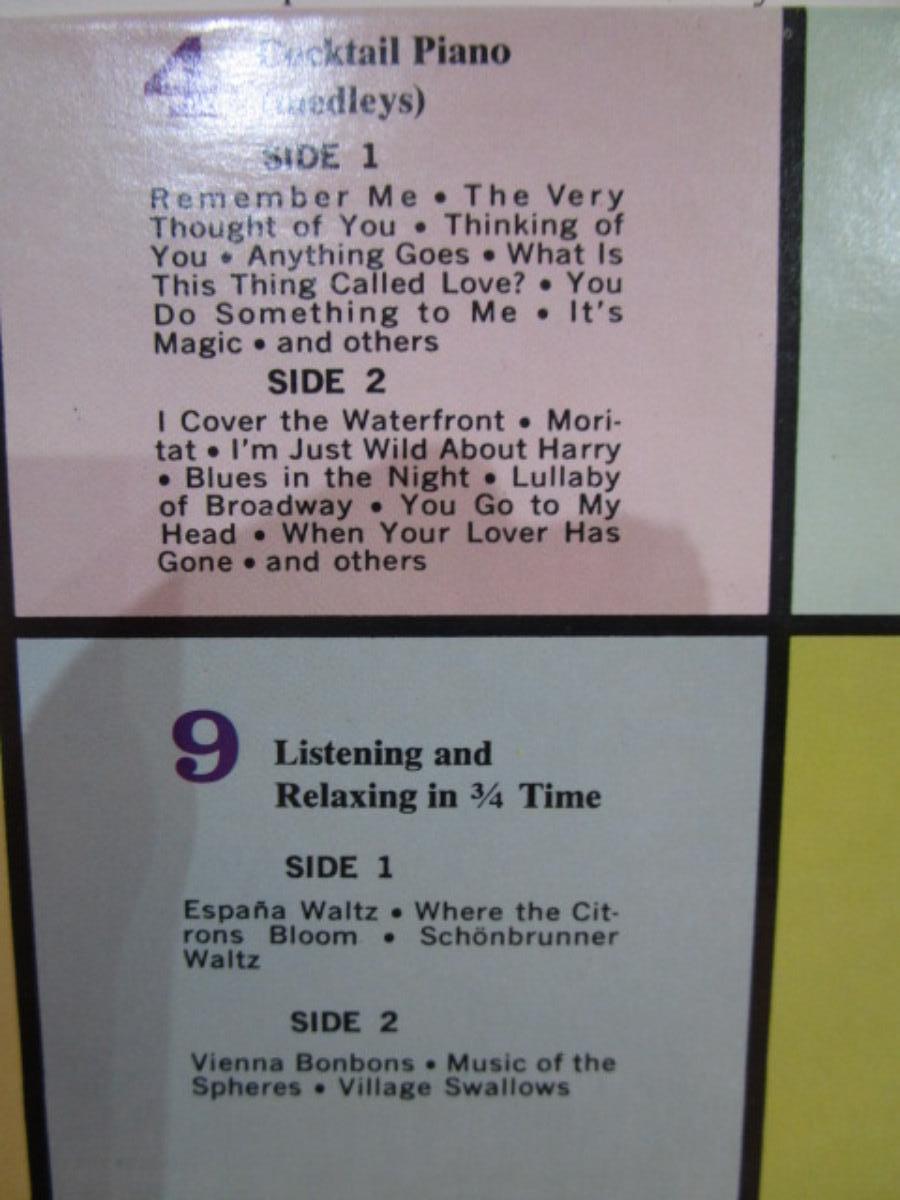 4 Cocktail Piano
(medleys)
SIDE 1
Remember Me • The Very
Thought of You • Thinking of
You • Anything Goes • What Is
This Thing Called Love? • You
Do Something to Me • It's
Magic • and others
SIDE 2
I Cover the Waterfront • Mori-
tat • I'm Just Wild About Harry
• Blues in the Night • Lullaby
of Broadway • You Go to My
Head • When Your Lover Has
Gone • and others
9 Listening and
Relaxing in ¾ Time
SIDE 1
España Waltz • Where the Cit-
rons Bloom • Schönbrunner
Waltz
SIDE 2
Vienna Bonbons • Music of the
Spheres • Village Swallows